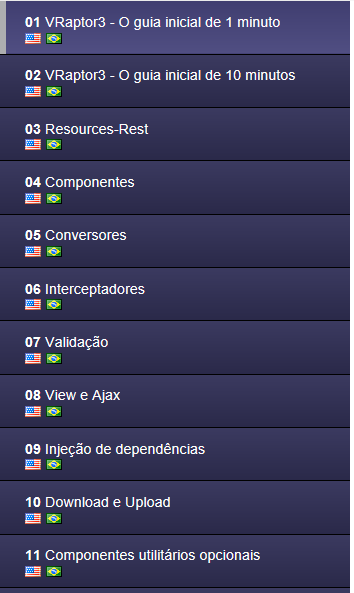 01 VRaptor3 - O guia inicial de 1 minuto
02 VRaptor3 - O guia inicial de 10 minutos
03 Resources-Rest
04 Componentes
05 Conversores
06 Interceptadores
07 Validação
08 View e Ajax
09 Injeção de dependências
10 Download e Upload
11 Componentes utilitários opcionais